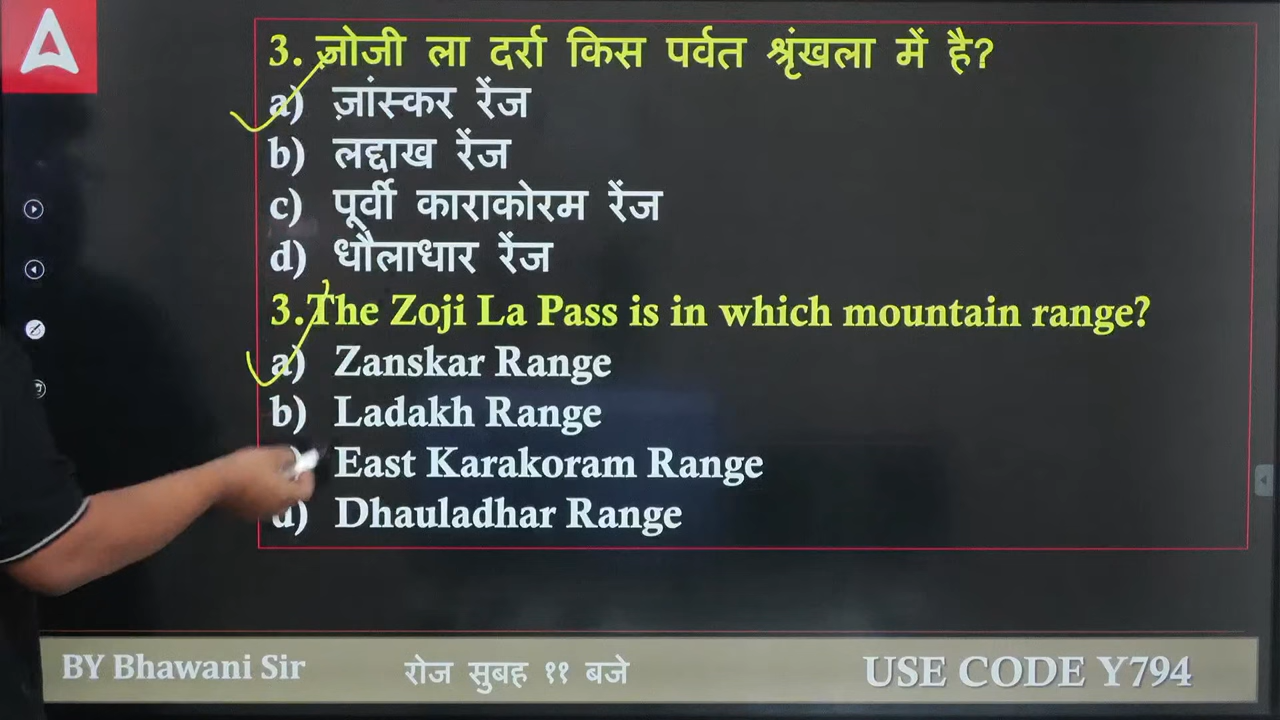 3. ज़ोजी ला दर्रा किस पर्वत श्रृंखला में है?
a) ज़ांस्कर रेंज
b) लद्दाख रेंज
c) पूर्वी काराकोरम रेंज
d) धौलाधार रेंज
3.The Zoji La Pass is in which mountain range?
a) Zanskar Range
b) Ladakh Range
) East Karakoram Range
d) Dhauladhar Range
BY Bhawani Sir रोज सुबह ११ बजे USE CODE Y794